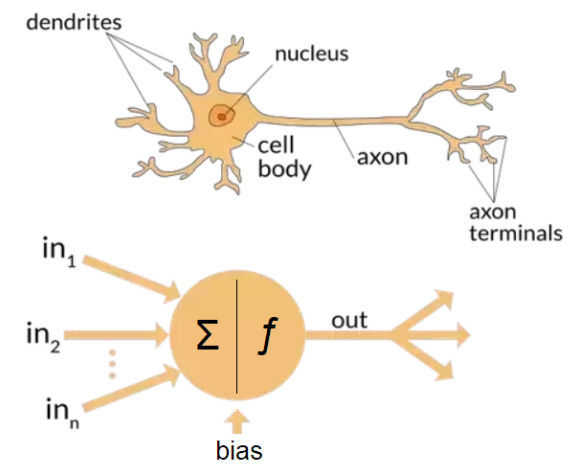 dendrites
nucleus
cell
body
axon
axon
terminals
in₁
in₂
inₙ
Σ
f
out
bias